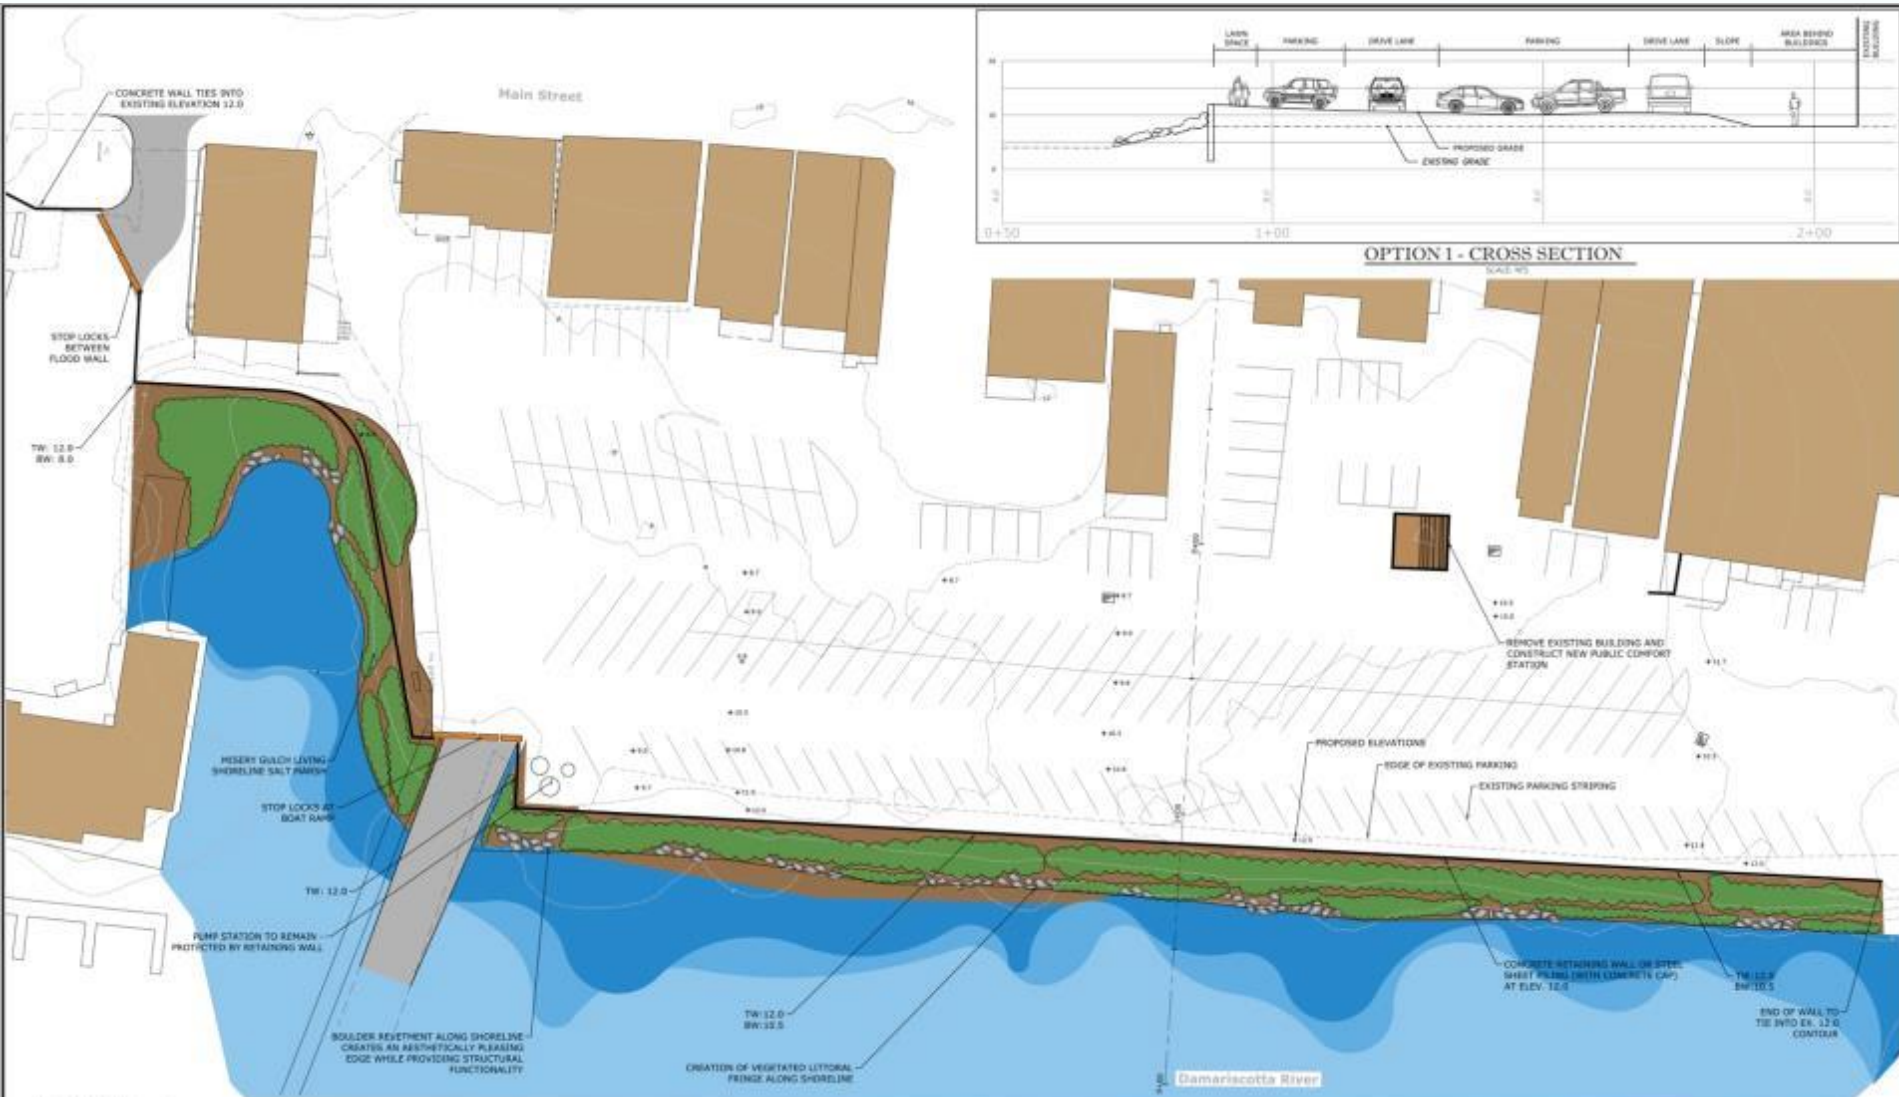 CONCRETE WALL TIES INTO
EXISTING ELEVATION 12.0
Main Street
LAWN
SPACE
PARKING
DRIVE LANE
PARKING
DRIVE LANE
SLOPE
AREA BEHIND
BUILDINGS
EXISTING
BUILDING
PROPOSED GRADE
EXISTING GRADE
0+50
1+00
2+00
OPTION 1 - CROSS SECTION
STOP LOCKS
BETWEEN
FLOOD WALL
TW: 12.0
BW: 8.0
REMOVE EXISTING BUILDING AND
CONSTRUCT NEW PUBLIC COMFORT
STATION
PROPOSED ELEVATIONS
EDGE OF EXISTING PARKING
EXISTING PARKING STRIPING
MISERY GULCH LIVING
SHORELINE SALT MARSH
STOP LOCKS AT
BOAT RAMP
TW: 12.0
PUMP STATION TO REMAIN
PROTECTED BY RETAINING WALL
BOULDER REVETMENT ALONG SHORELINE
CREATES AN AESTHETICALLY PLEASING
EDGE WHILE PROVIDING STRUCTURAL
FUNCTIONALITY
TW:12.0
BW:10.5
CREATION OF VEGETATED LITTORAL
FRINGE ALONG SHORELINE
CONCRETE RETAINING WALL OR STEEL
SHEET PILING (WITH CONCRETE CAP)
AT ELEV. 12.0
TW:12.0
BW:10.5
END OF WALL TO
TIE INTO EX. 12.0
CONTOUR
Damariscotta River